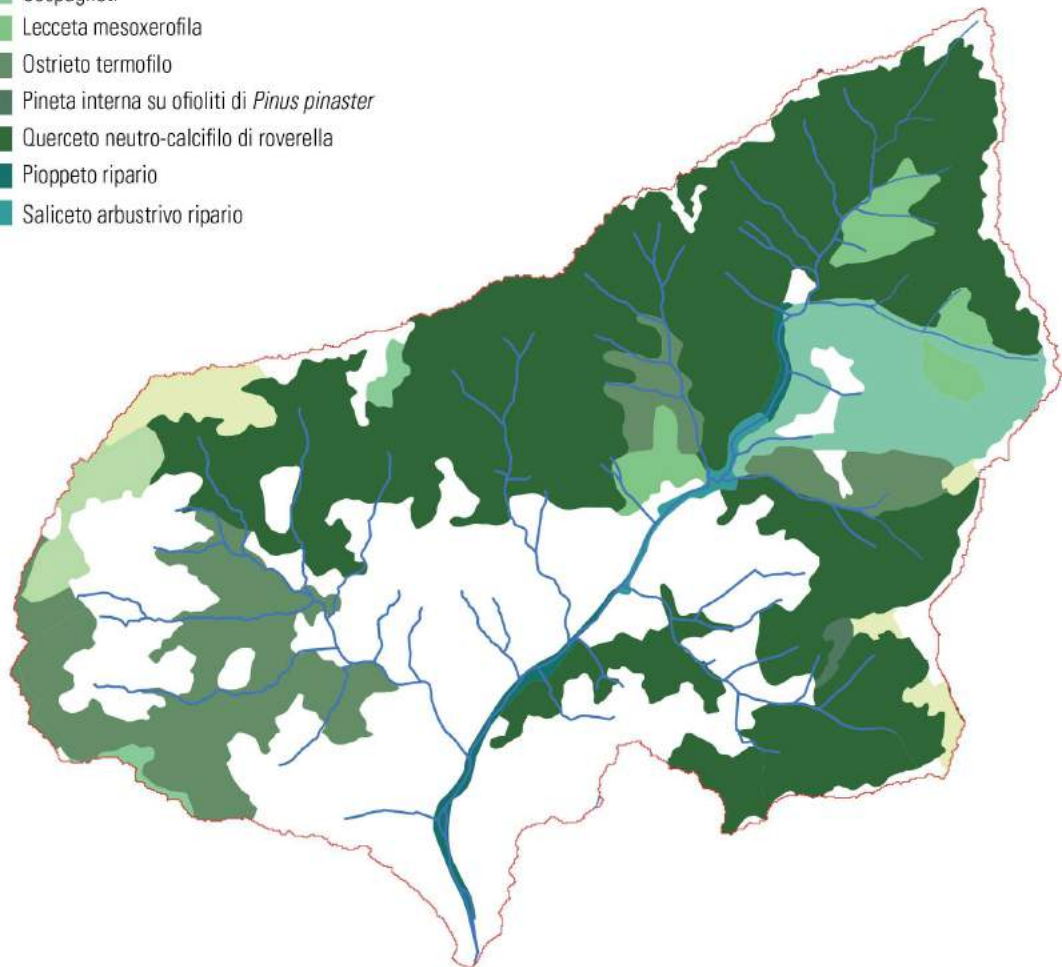 Lecceta mesoxerofila
Ostrieto termofilo
Pineta interna su ofioliti di Pinus pinaster
Querceto neutro-calcifilo di roverella
Pioppeto ripario
Saliceto arbustrivo ripario